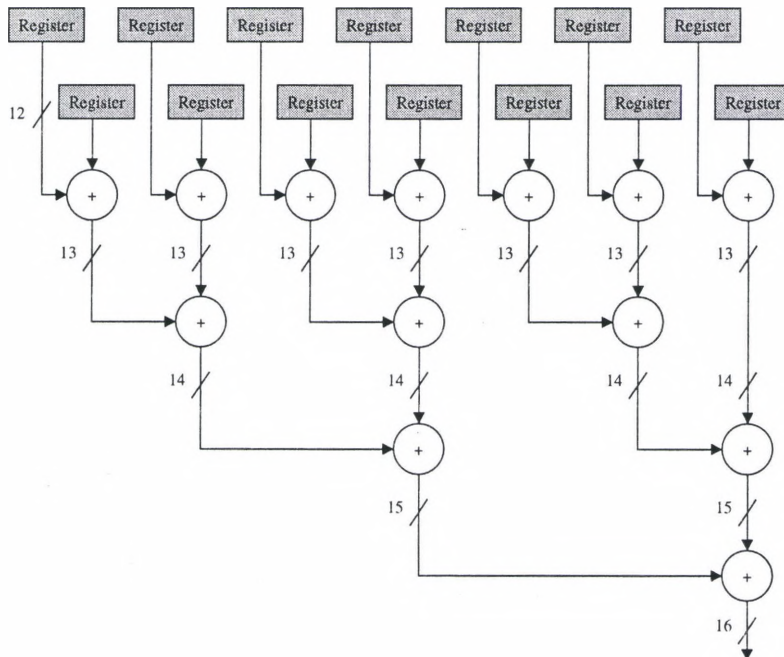 Register Register Register Register Register Register Register
12 Register Register Register Register Register Register Register
+ + + + + + +
13 13 13 13 13 13 13
+ + +
14 14 14 14
+ +
15 15
+
16